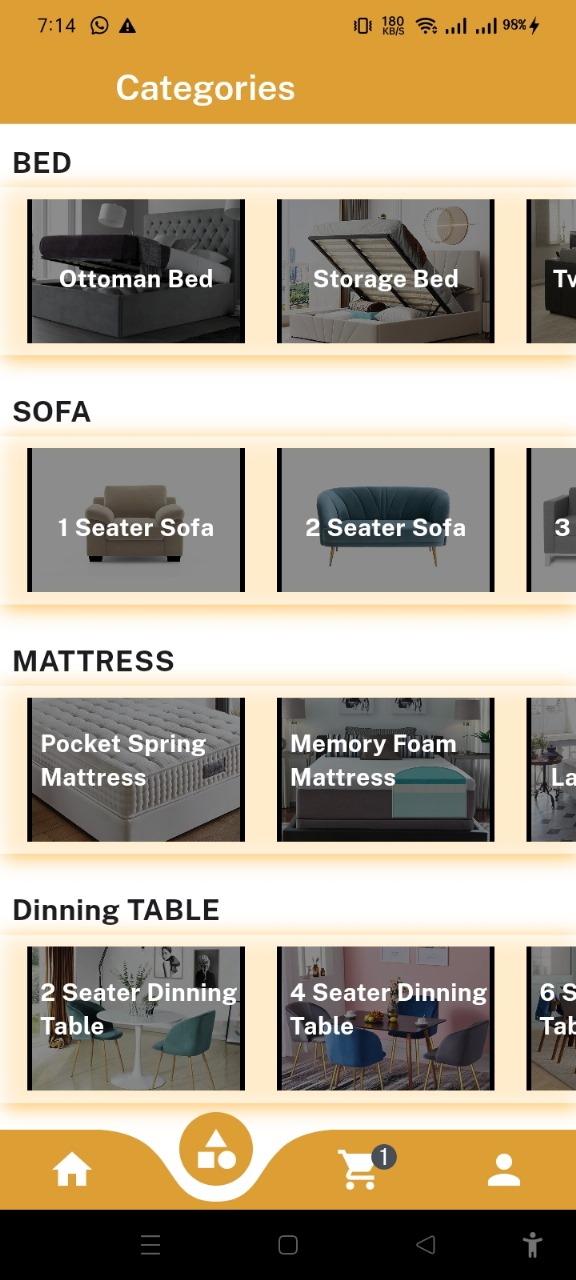 7:14 180 KB/S 98%
Categories
BED
Ottoman Bed
Storage Bed
Tv
SOFA
1 Seater Sofa
2 Seater Sofa
3
MATTRESS
Pocket Spring
Mattress
Memory Foam
Mattress
La
Dinning TABLE
2 Seater Dinning
Table
4 Seater Dinning
Table
6 S
Tab
1